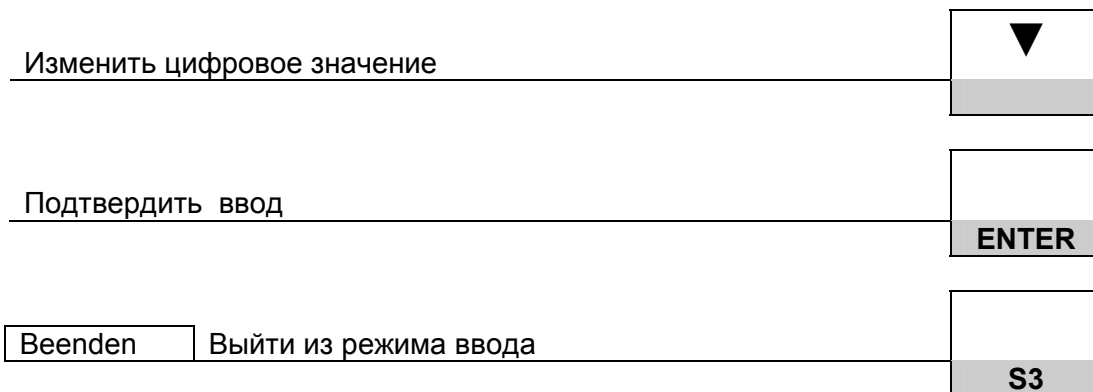 ▼
Изменить цифровое значение
Подтвердить ввод
ENTER
Beenden Выйти из режима ввода
S3